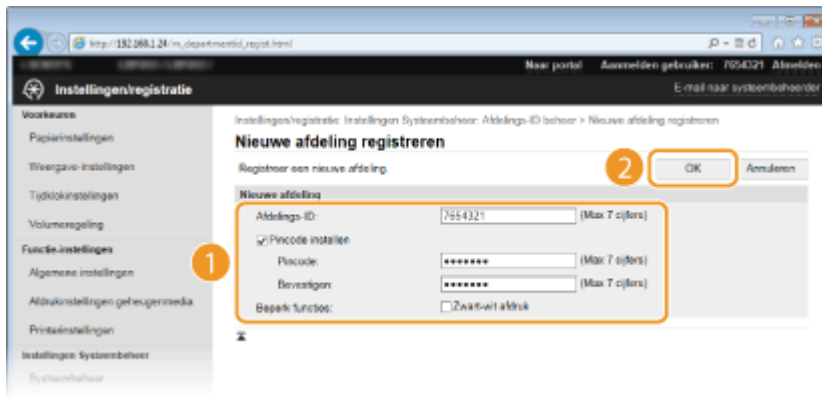 http://192.168.1.24/m_departmentid_regist.html
Naar portal Aanmelden gebruiker: 7654321 Afmelden
Instellingen/registratie E-mail naar systeembeheerder
Voorkeuren
Papierinstellingen
Weergave-instellingen
Tijdklokinstellingen
Volumeregeling
Functie-instellingen
Algemene instellingen
Afdrukinstellingen geheugenmedia
Printerinstellingen
Instellingen Systeembeheer
Systeembeheer
Instellingen/registratie: Instellingen Systeembeheer: Afdelings-ID beheer > Nieuwe afdeling registreren
Nieuwe afdeling registreren
Registreer een nieuwe afdeling.
2 OK Annuleren
Nieuwe afdeling
1
Afdelings-ID: 7654321 (Max 7 cijfers)
Pincode instellen
Pincode: ••••••• (Max 7 cijfers)
Bevestigen: ••••••• (Max 7 cijfers)
Beperk functies: Zwart-wit afdruk